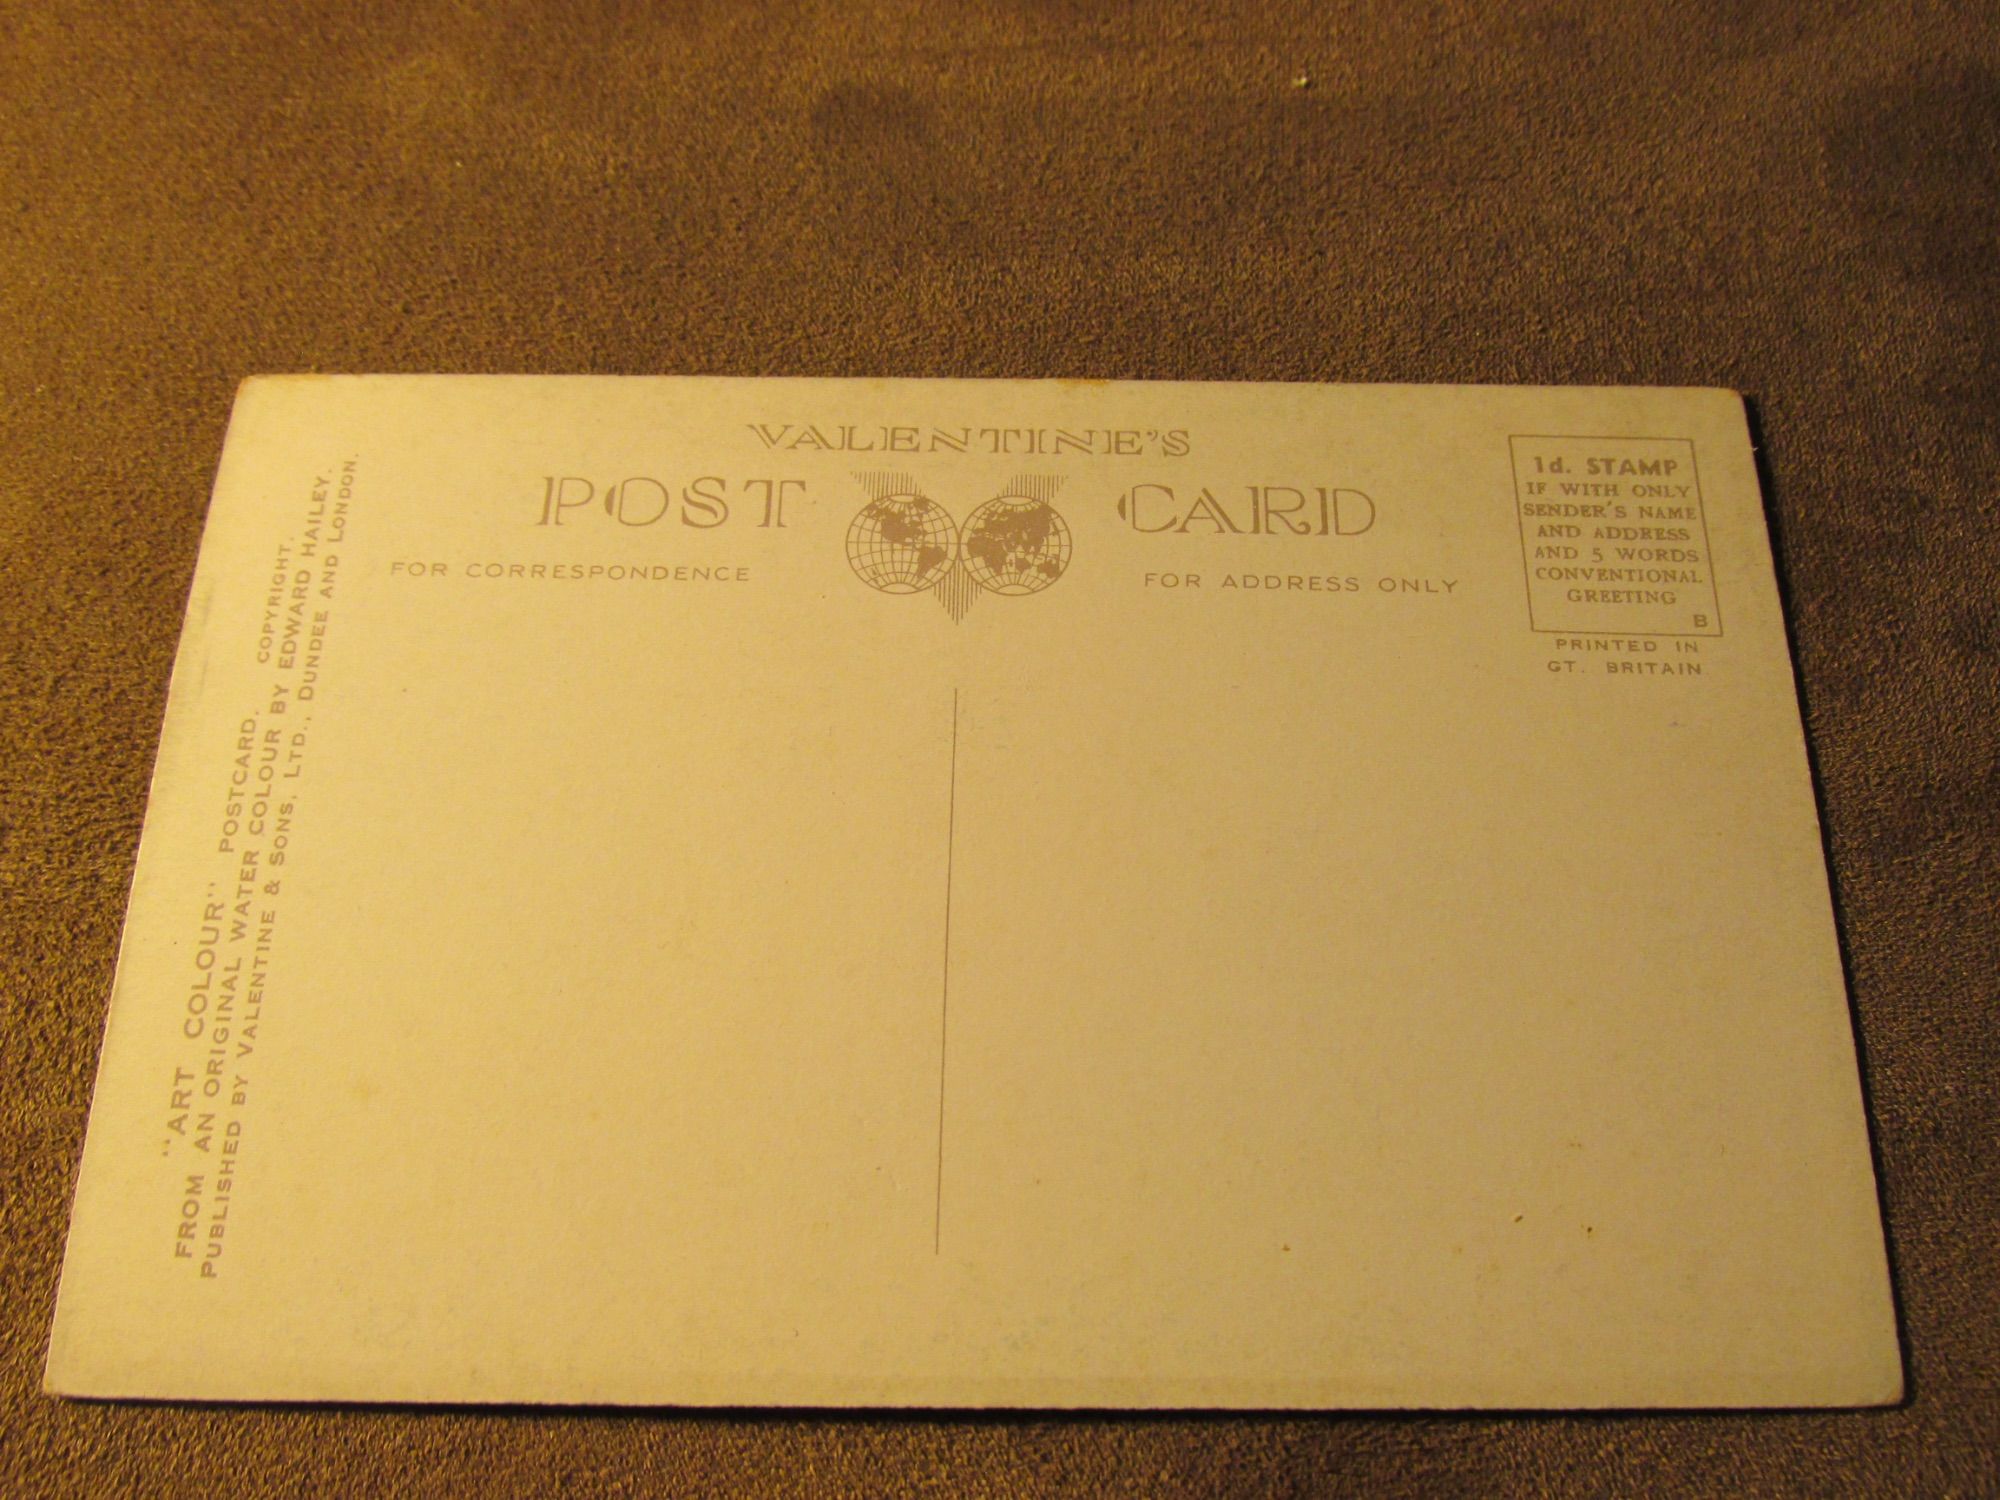 VALENTINE'S
POST CARD
FOR CORRESPONDENCE
FOR ADDRESS ONLY
1d. STAMP
IF WITH ONLY
SENDER'S NAME
AND ADDRESS
AND 5 WORDS
CONVENTIONAL
GREETING
B
PRINTED IN
GT. BRITAIN
"ART COLOUR" POSTCARD. COPYRIGHT.
FROM AN ORIGINAL WATER COLOUR BY EDWARD HAILEY.
PUBLISHED BY VALENTINE & SONS, LTD., DUNDEE AND LONDON.